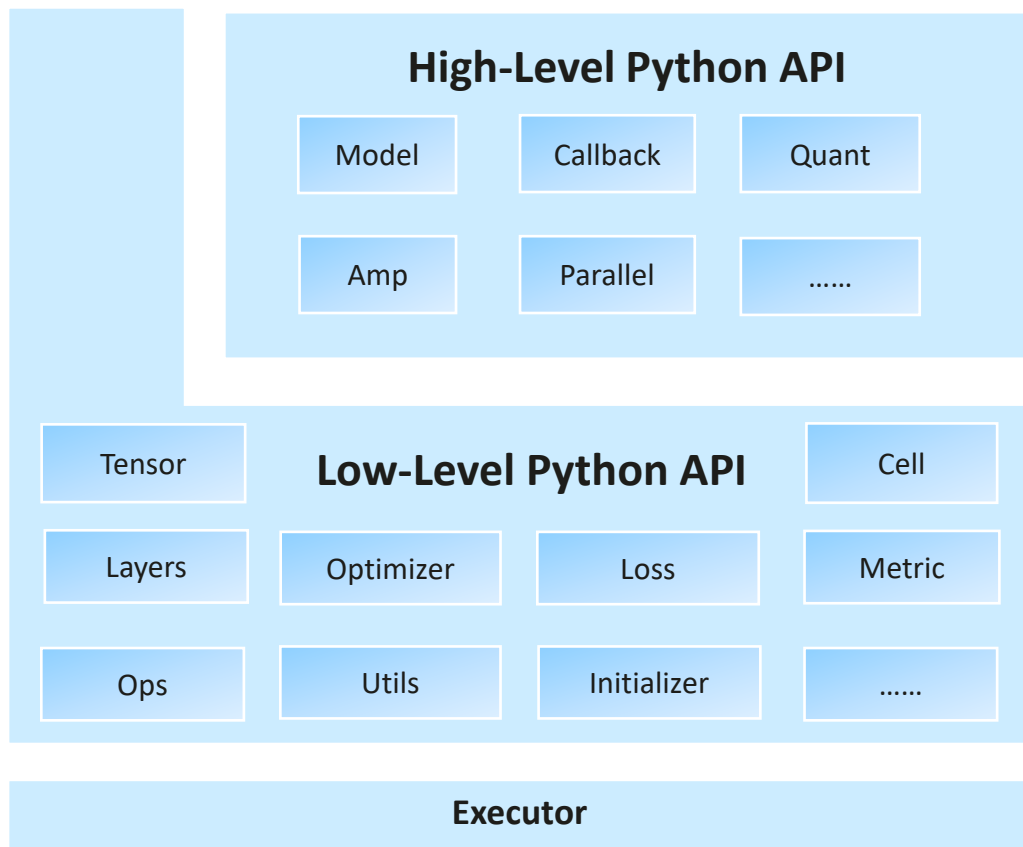 High-Level Python API
Model
Callback
Quant
Amp
Parallel
......
Tensor
Low-Level Python API
Cell
Layers
Optimizer
Loss
Metric
Ops
Utils
Initializer
......
Executor